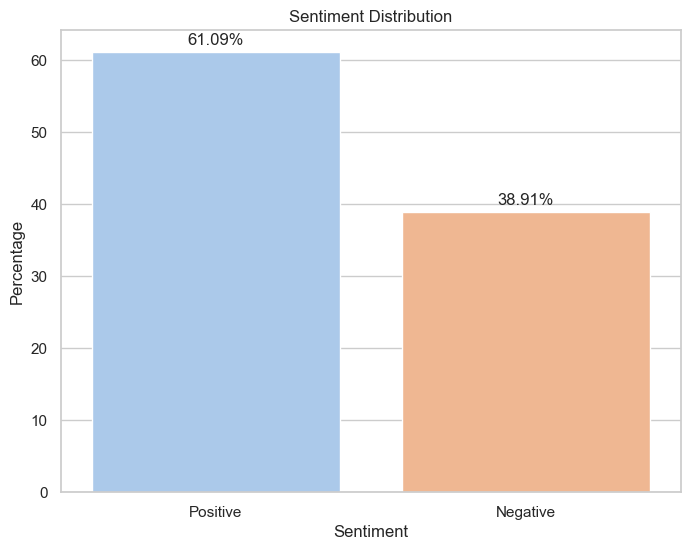 Sentiment Distribution
61.09%
38.91%
60
50
40
30
20
10
0
Percentage
Positive
Negative
Sentiment